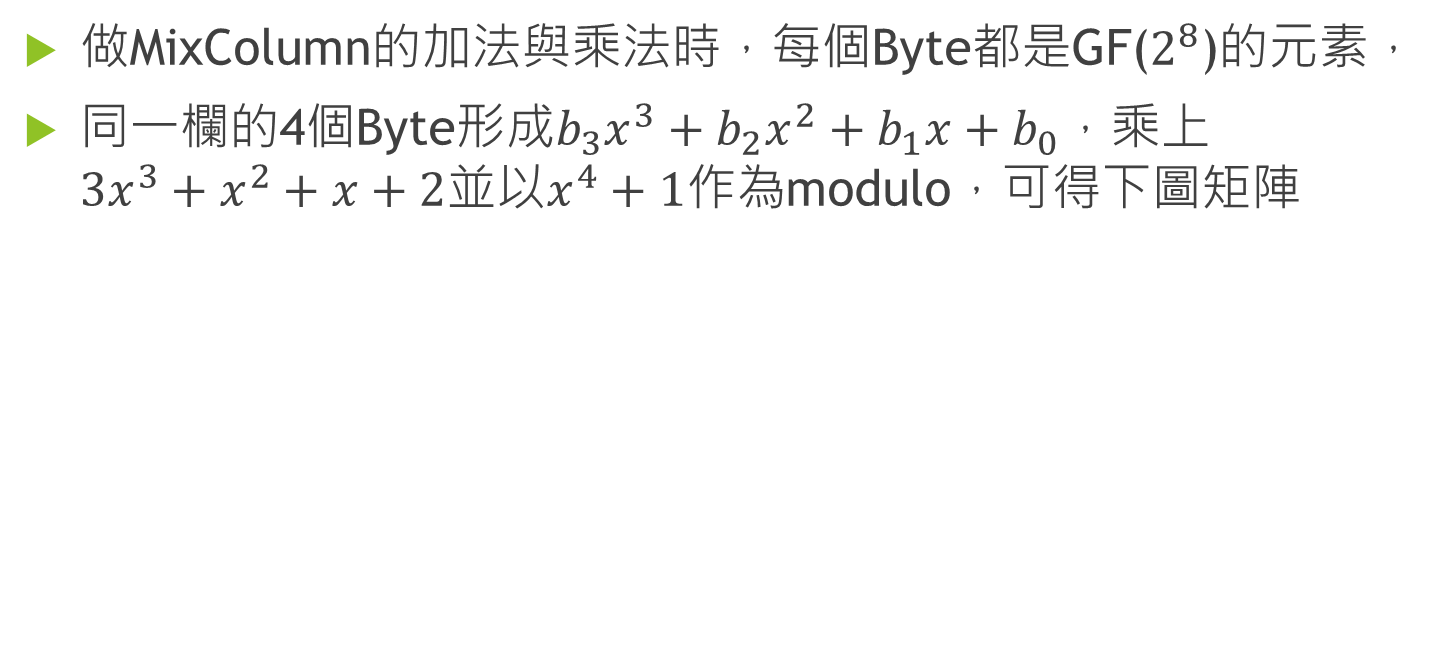 做MixColumn的加法與乘法時，每個Byte都是GF(2⁸)的元素，
同一欄的4個Byte形成b₃x³ + b₂x² + b₁x + b₀，乘上
3x³ + x² + x + 2並以x⁴ + 1作為modulo，可得下圖矩陣